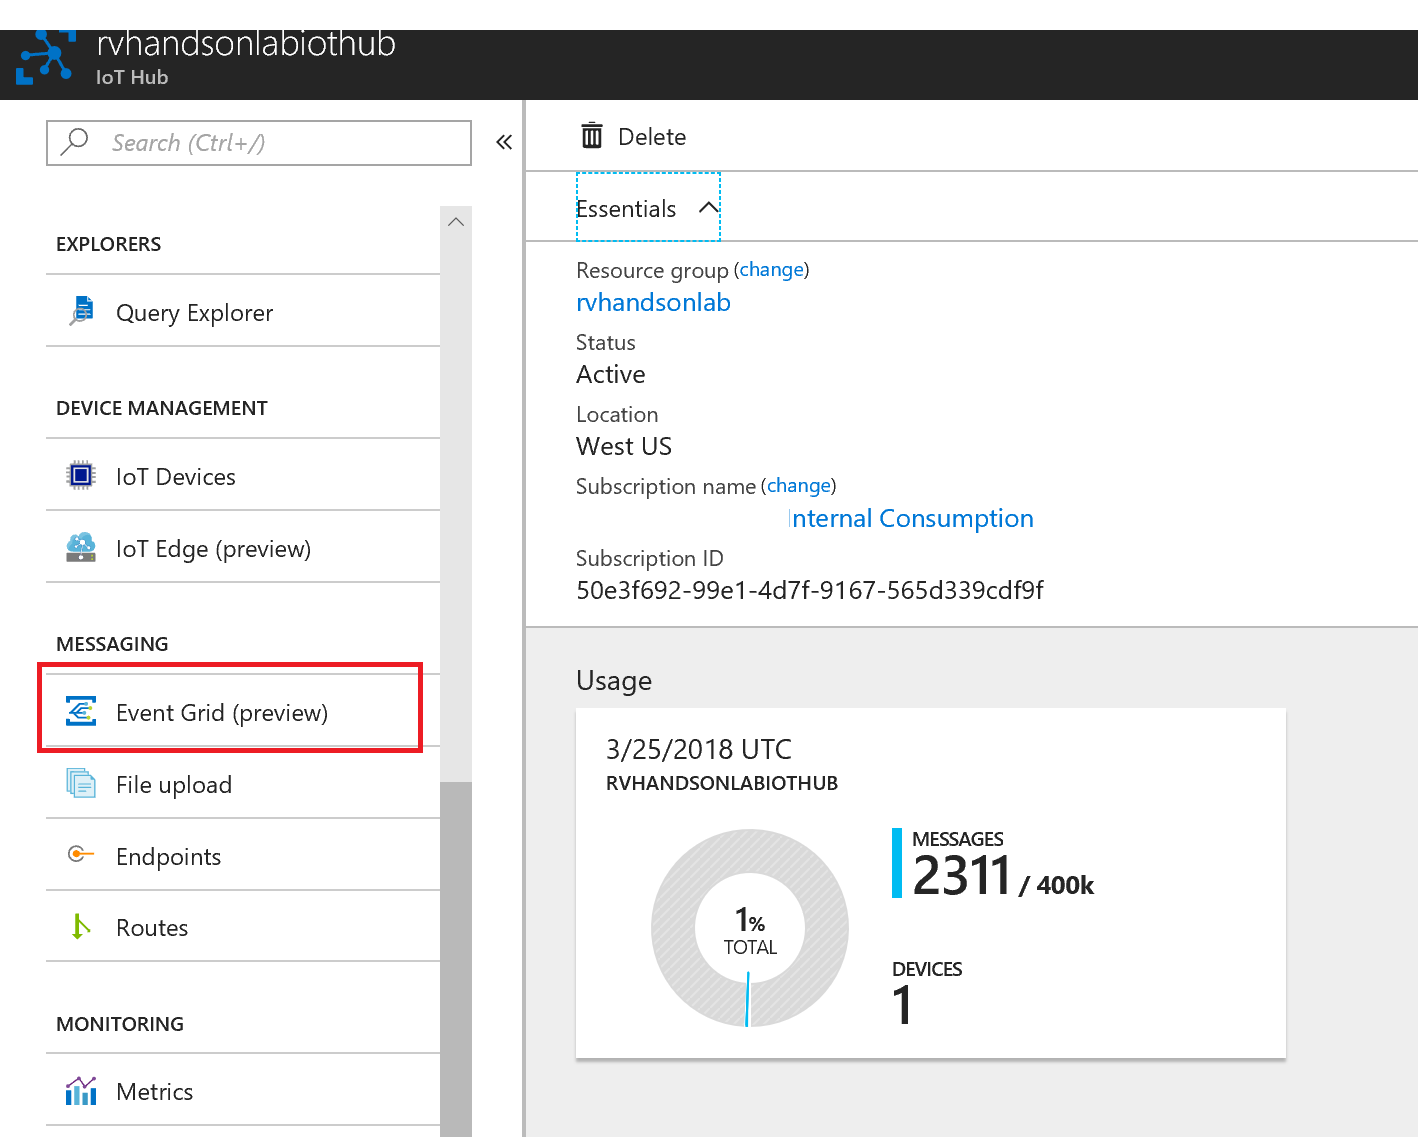 rvhandsonlabiothub
IoT Hub
Search (Ctrl+/)
«
EXPLORERS
Query Explorer
DEVICE MANAGEMENT
IoT Devices
IoT Edge (preview)
MESSAGING
Event Grid (preview)
File upload
Endpoints
Routes
MONITORING
Metrics
Delete
Essentials
Resource group (change)
rvhandsonlab
Status
Active
Location
West US
Subscription name (change)
Internal Consumption
Subscription ID
50e3f692-99e1-4d7f-9167-565d339cdf9f
Usage
3/25/2018 UTC
RVHANDSONLABIOTHUB
1%
TOTAL
MESSAGES
2311 / 400k
DEVICES
1